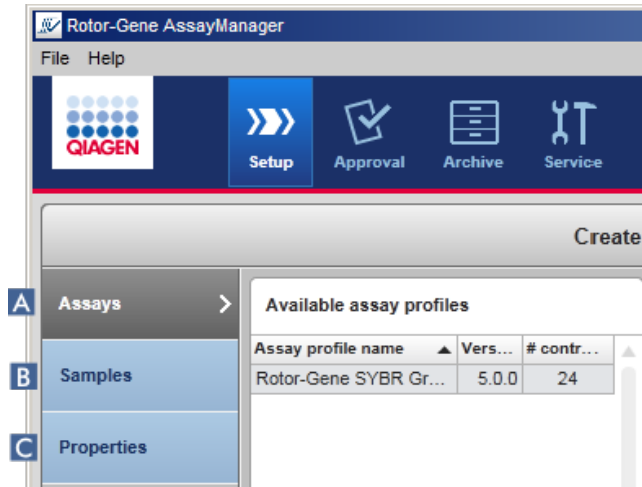 Rotor-Gene AssayManager
File Help
QIAGEN
Setup Approval Archive Service
Create
A Assays
Available assay profiles
Assay profile name Vers... # contr...
B Samples
Rotor-Gene SYBR Gr... 5.0.0 24
C Properties